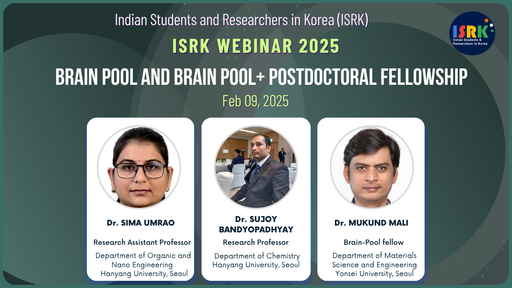 Indian Students and Researchers in Korea (ISRK)
ISRK
Indian Students &
Researchers in Korea
ISRK WEBINAR 2025
BRAIN POOL AND BRAIN POOL+ POSTDOCTORAL FELLOWSHIP
Feb 09, 2025
Dr. SIMA UMRAO
Research Assistant Professor
Department of Organic and
Nano Engineering
Hanyang University, Seoul
Dr. SUJOY
BANDYOPADHYAY
Research Professor
Department of Chemistry
Hanyang University, Seoul
Dr. MUKUND MALI
Brain-Pool fellow
Department of Materials
Science and Engineering
Yonsei University, Seoul